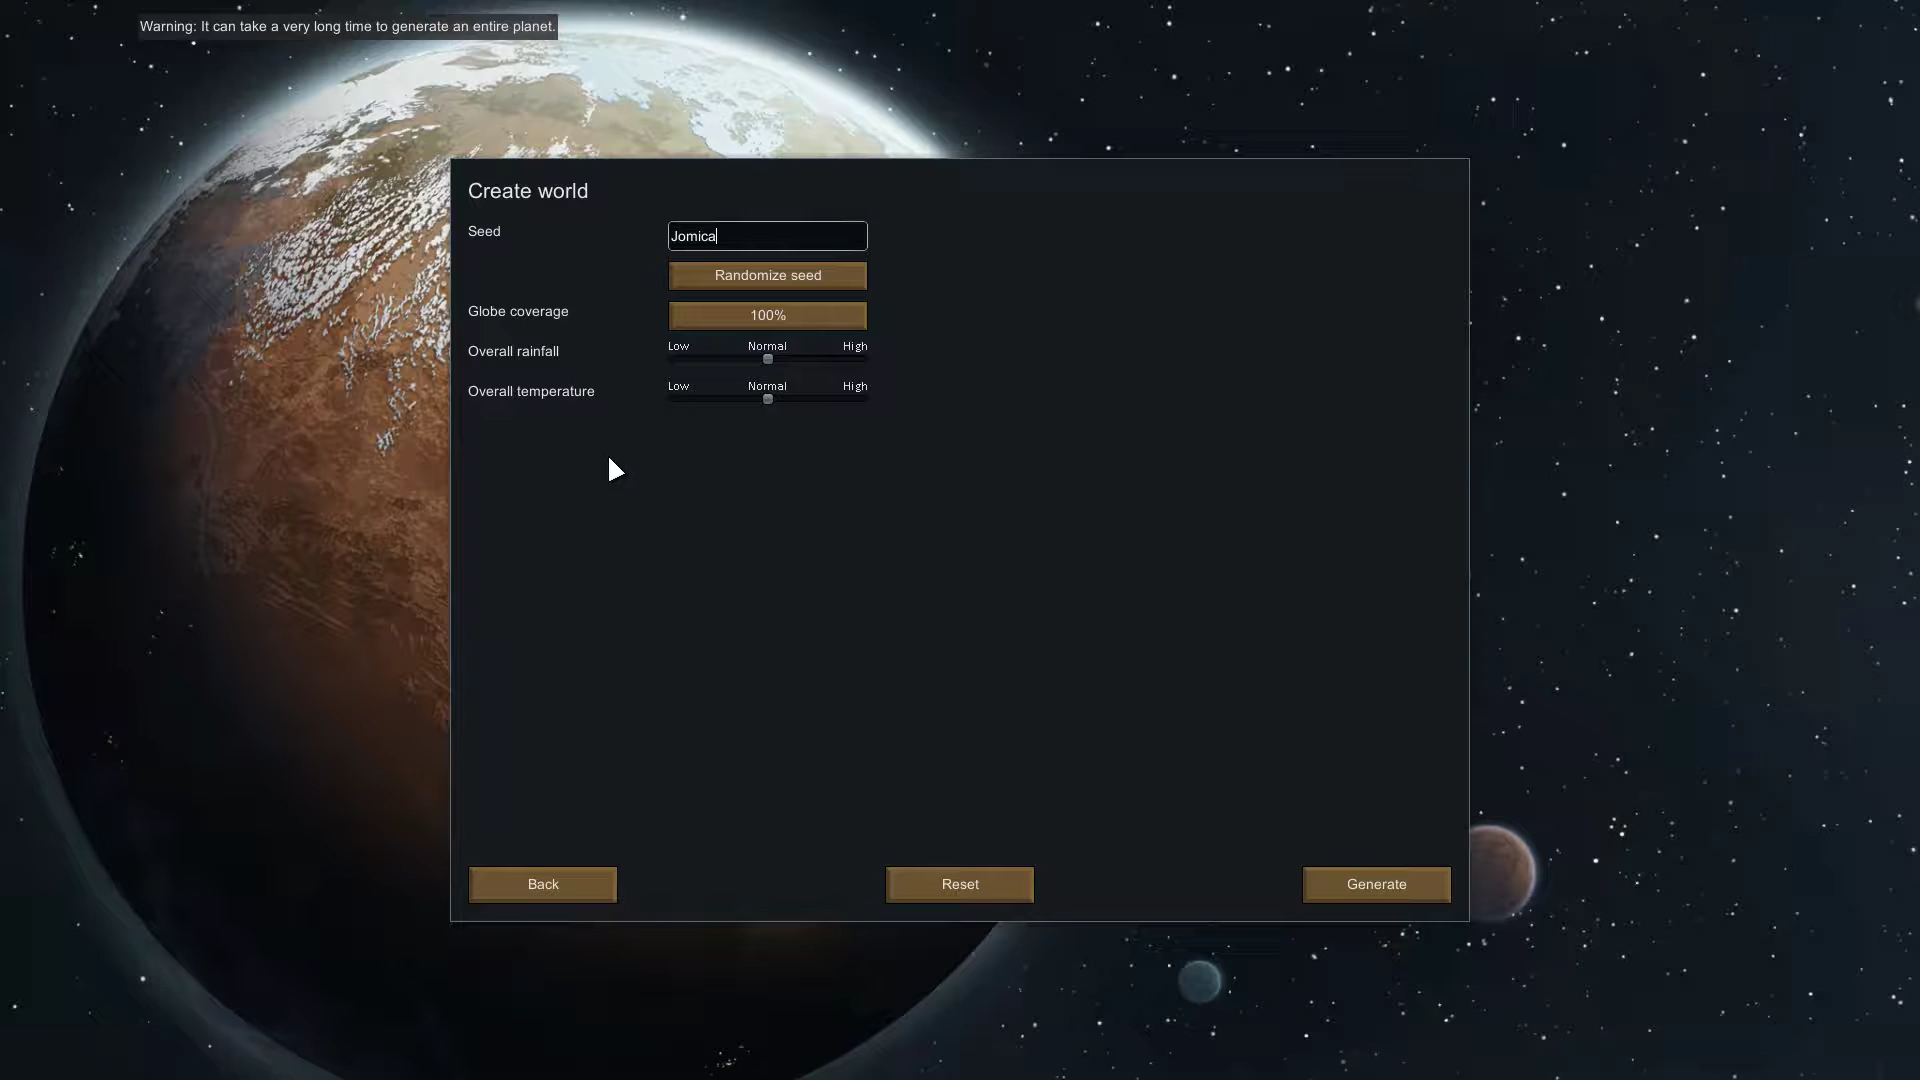 Warning: It can take a very long time to generate an entire planet.
Create world
Seed
Jomica
Randomize seed
Globe coverage
100%
Overall rainfall
Low Normal High
Overall temperature
Low Normal High
Back
Reset
Generate